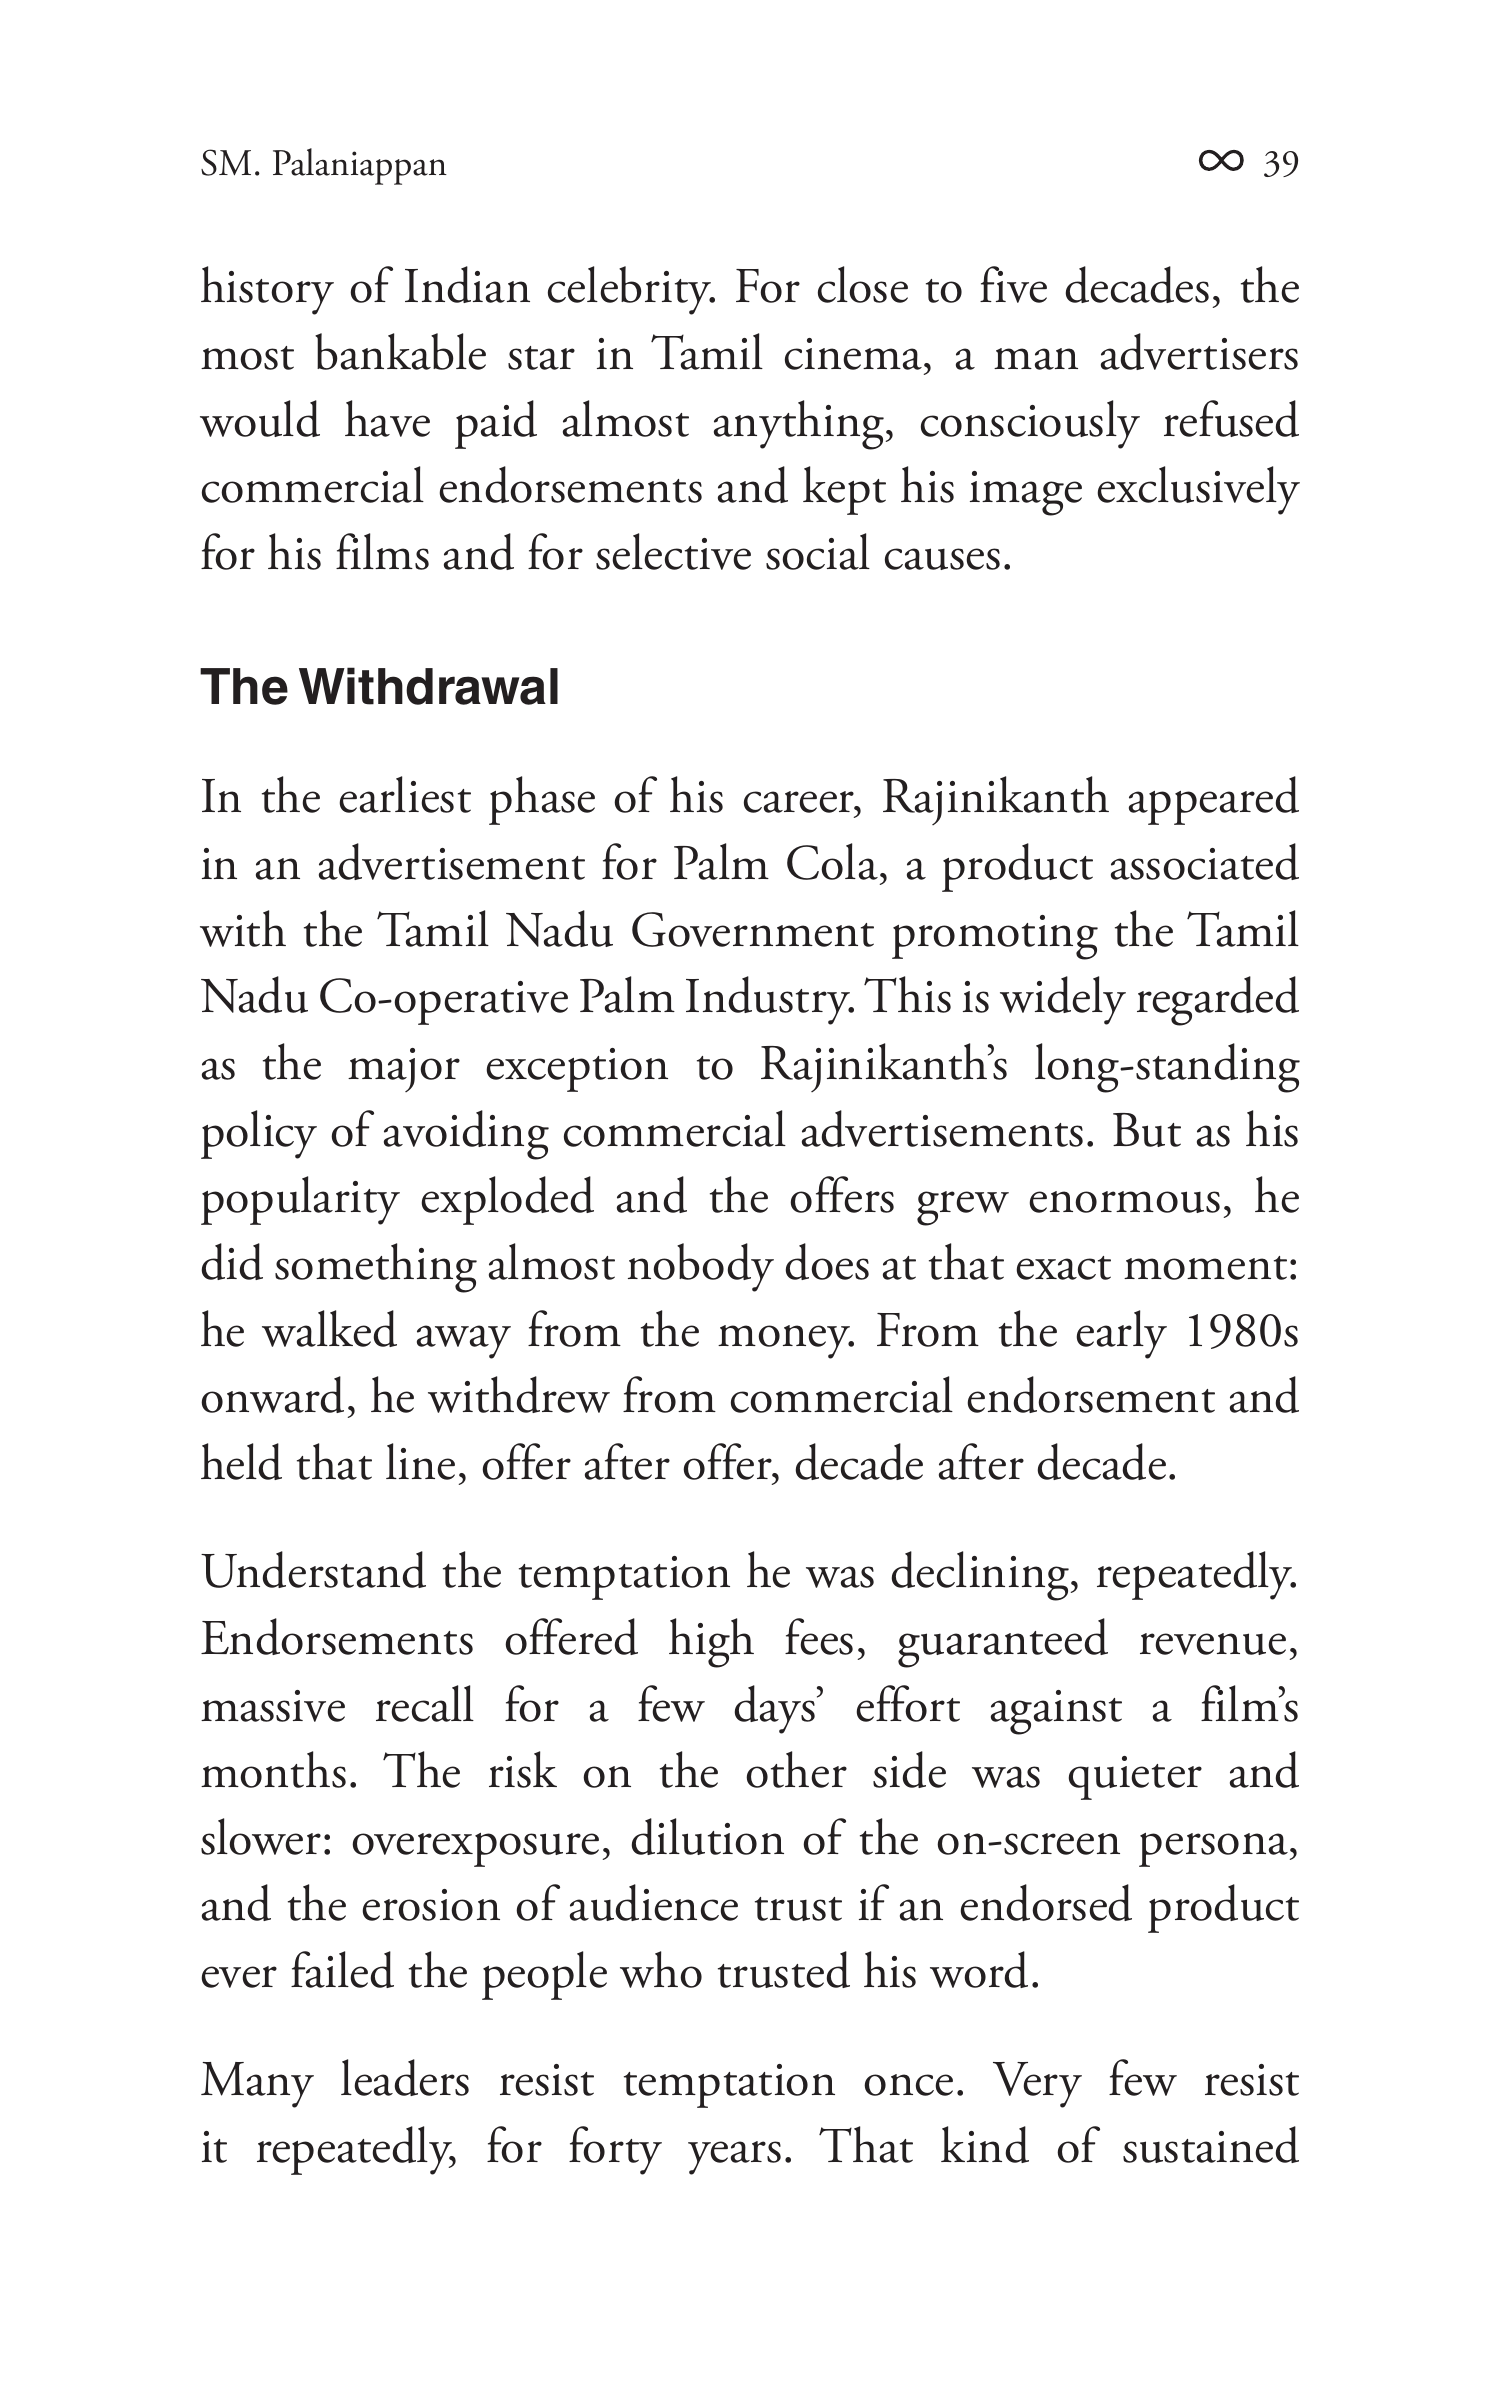 SM. Palaniappan ∞ 39
history of Indian celebrity. For close to five decades, the
most bankable star in Tamil cinema, a man advertisers
would have paid almost anything, consciously refused
commercial endorsements and kept his image exclusively
for his films and for selective social causes.
The Withdrawal
In the earliest phase of his career, Rajinikanth appeared
in an advertisement for Palm Cola, a product associated
with the Tamil Nadu Government promoting the Tamil
Nadu Co-operative Palm Industry. This is widely regarded
as the major exception to Rajinikanth’s long-standing
policy of avoiding commercial advertisements. But as his
popularity exploded and the offers grew enormous, he
did something almost nobody does at that exact moment:
he walked away from the money. From the early 1980s
onward, he withdrew from commercial endorsement and
held that line, offer after offer, decade after decade.
Understand the temptation he was declining, repeatedly.
Endorsements offered high fees, guaranteed revenue,
massive recall for a few days’ effort against a film’s
months. The risk on the other side was quieter and
slower: overexposure, dilution of the on-screen persona,
and the erosion of audience trust if an endorsed product
ever failed the people who trusted his word.
Many leaders resist temptation once. Very few resist
it repeatedly, for forty years. That kind of sustained